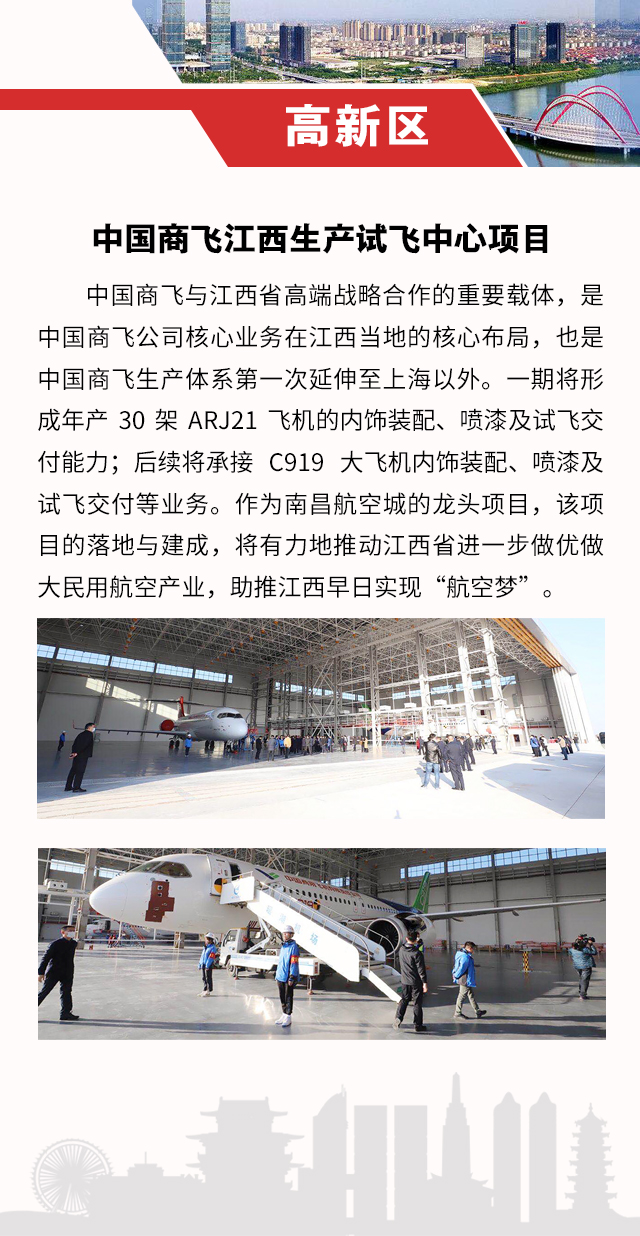 高新区
中国商飞江西生产试飞中心项目
中国商飞与江西省高端战略合作的重要载体，是
中国商飞公司核心业务在江西当地的核心布局，也是
中国商飞生产体系第一次延伸至上海以外。一期将形
成年产 30 架 ARJ21 飞机的内饰装配、喷漆及试飞交
付能力；后续将承接 C919 大飞机内饰装配、喷漆及
试飞交付等业务。作为南昌航空城的龙头项目，该项
目的落地与建成，将有力地推动江西省进一步做优做
大民用航空产业，助推江西早日实现“航空梦”。